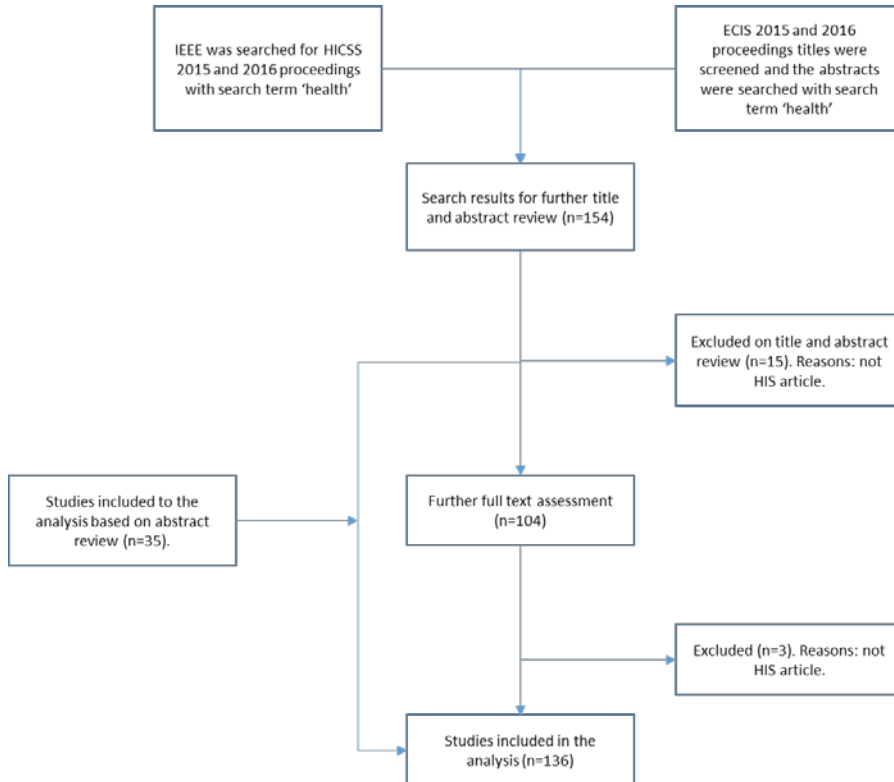 IEEE was searched for HICSS
2015 and 2016 proceedings
with search term ‘health’
ECIS 2015 and 2016
proceedings titles were
screened and the abstracts
were searched with search
term ‘health’
Search results for further title
and abstract review (n=154)
Excluded on title and abstract
review (n=15). Reasons: not
HIS article.
Studies included to the
analysis based on abstract
review (n=35).
Further full text assessment
(n=104)
Excluded (n=3). Reasons: not
HIS article.
Studies included in the
analysis (n=136)